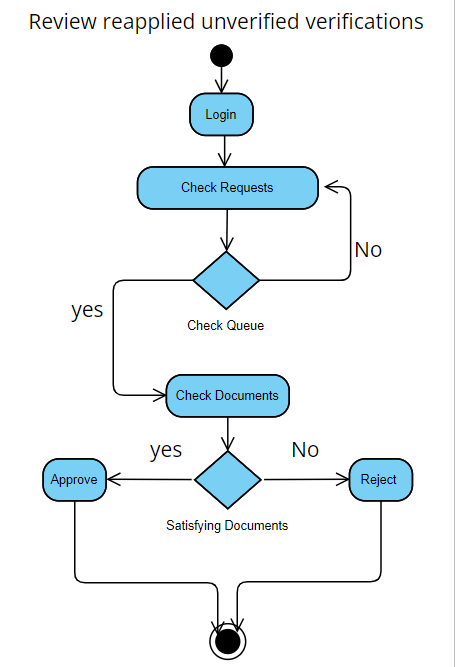 Review reapplied unverified verifications
Login
Check Requests
No
yes
Check Queue
Check Documents
yes
No
Approve
Reject
Satisfying Documents